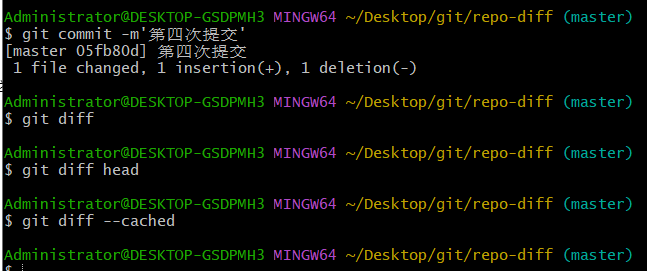 Administrator@DESKTOP-GSDPMH3 MINGW64 ~/Desktop/git/repo-diff (master)
$ git commit -m'第四次提交'
[master 05fb80d] 第四次提交
 1 file changed, 1 insertion(+), 1 deletion(-)
Administrator@DESKTOP-GSDPMH3 MINGW64 ~/Desktop/git/repo-diff (master)
$ git diff
Administrator@DESKTOP-GSDPMH3 MINGW64 ~/Desktop/git/repo-diff (master)
$ git diff head
Administrator@DESKTOP-GSDPMH3 MINGW64 ~/Desktop/git/repo-diff (master)
$ git diff --cached
Administrator@DESKTOP-GSDPMH3 MINGW64 ~/Desktop/git/repo-diff (master)
$